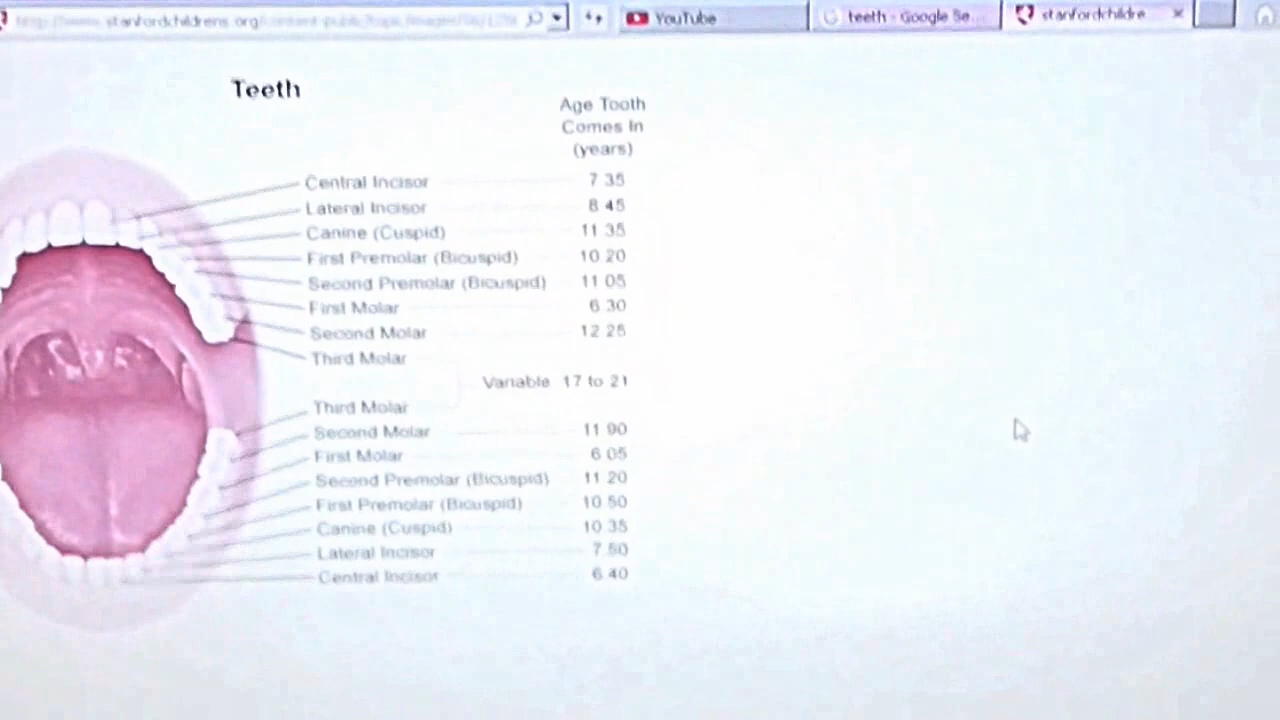 stanfordchildrens.org
YouTube
teeth - Google Se...
stanfordchildre
Teeth
Age Tooth
Comes In
(years)
Central Incisor 7 35
Lateral Incisor 8 45
Canine (Cuspid) 11 35
First Premolar (Bicuspid) 10 20
Second Premolar (Bicuspid) 11 05
First Molar 6 30
Second Molar 12 25
Third Molar
Variable 17 to 21
Third Molar
Second Molar 11 90
First Molar 6 05
Second Premolar (Bicuspid) 11 20
First Premolar (Bicuspid) 10 50
Canine (Cuspid) 10 35
Lateral Incisor 7 50
Central Incisor 6 40